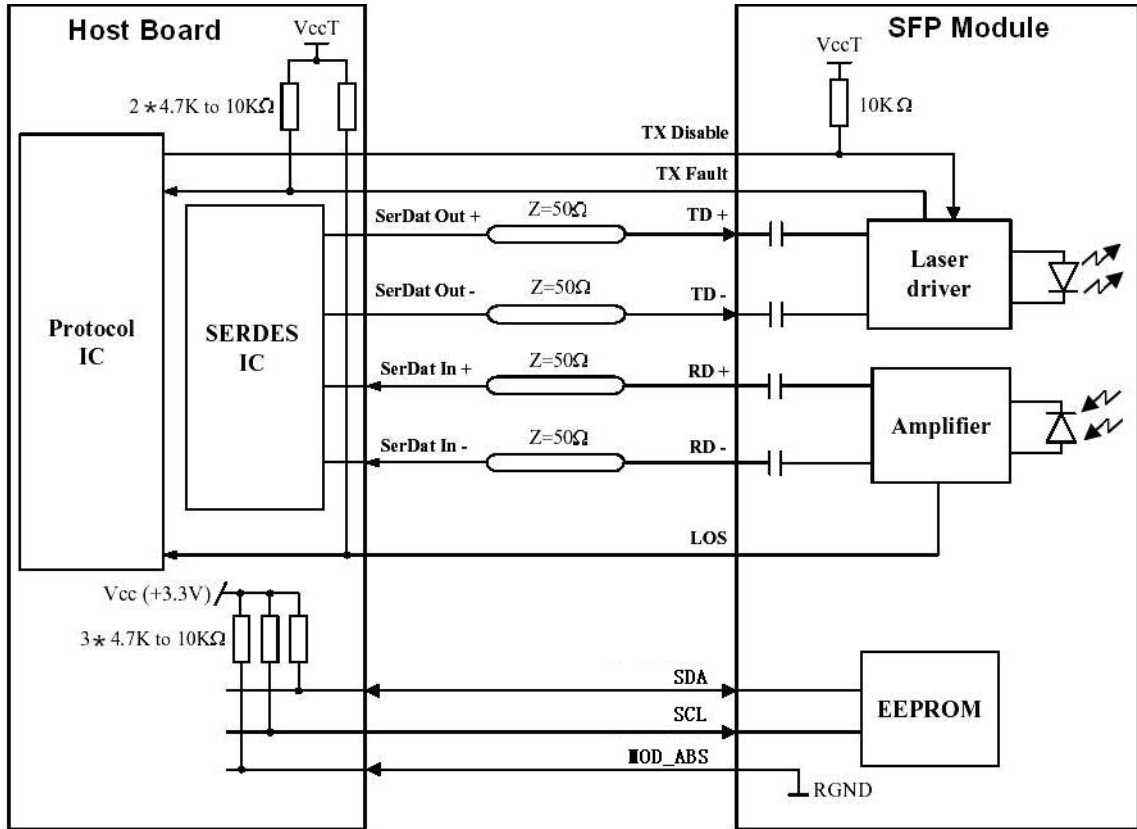 Host Board
SFP Module
VccT
VccT
2*4.7K to 10KΩ
10KΩ
TX Disable
TX Fault
SerDat Out +
Z=50Ω
TD +
Laser
driver
SerDat Out -
Z=50Ω
TD -
Protocol
IC
SERDES
IC
SerDat In +
Z=50Ω
RD +
Amplifier
SerDat In -
Z=50Ω
RD -
LOS
Vcc (+3.3V)
3*4.7K to 10KΩ
SDA
EEPROM
SCL
MOD_ABS
RGND